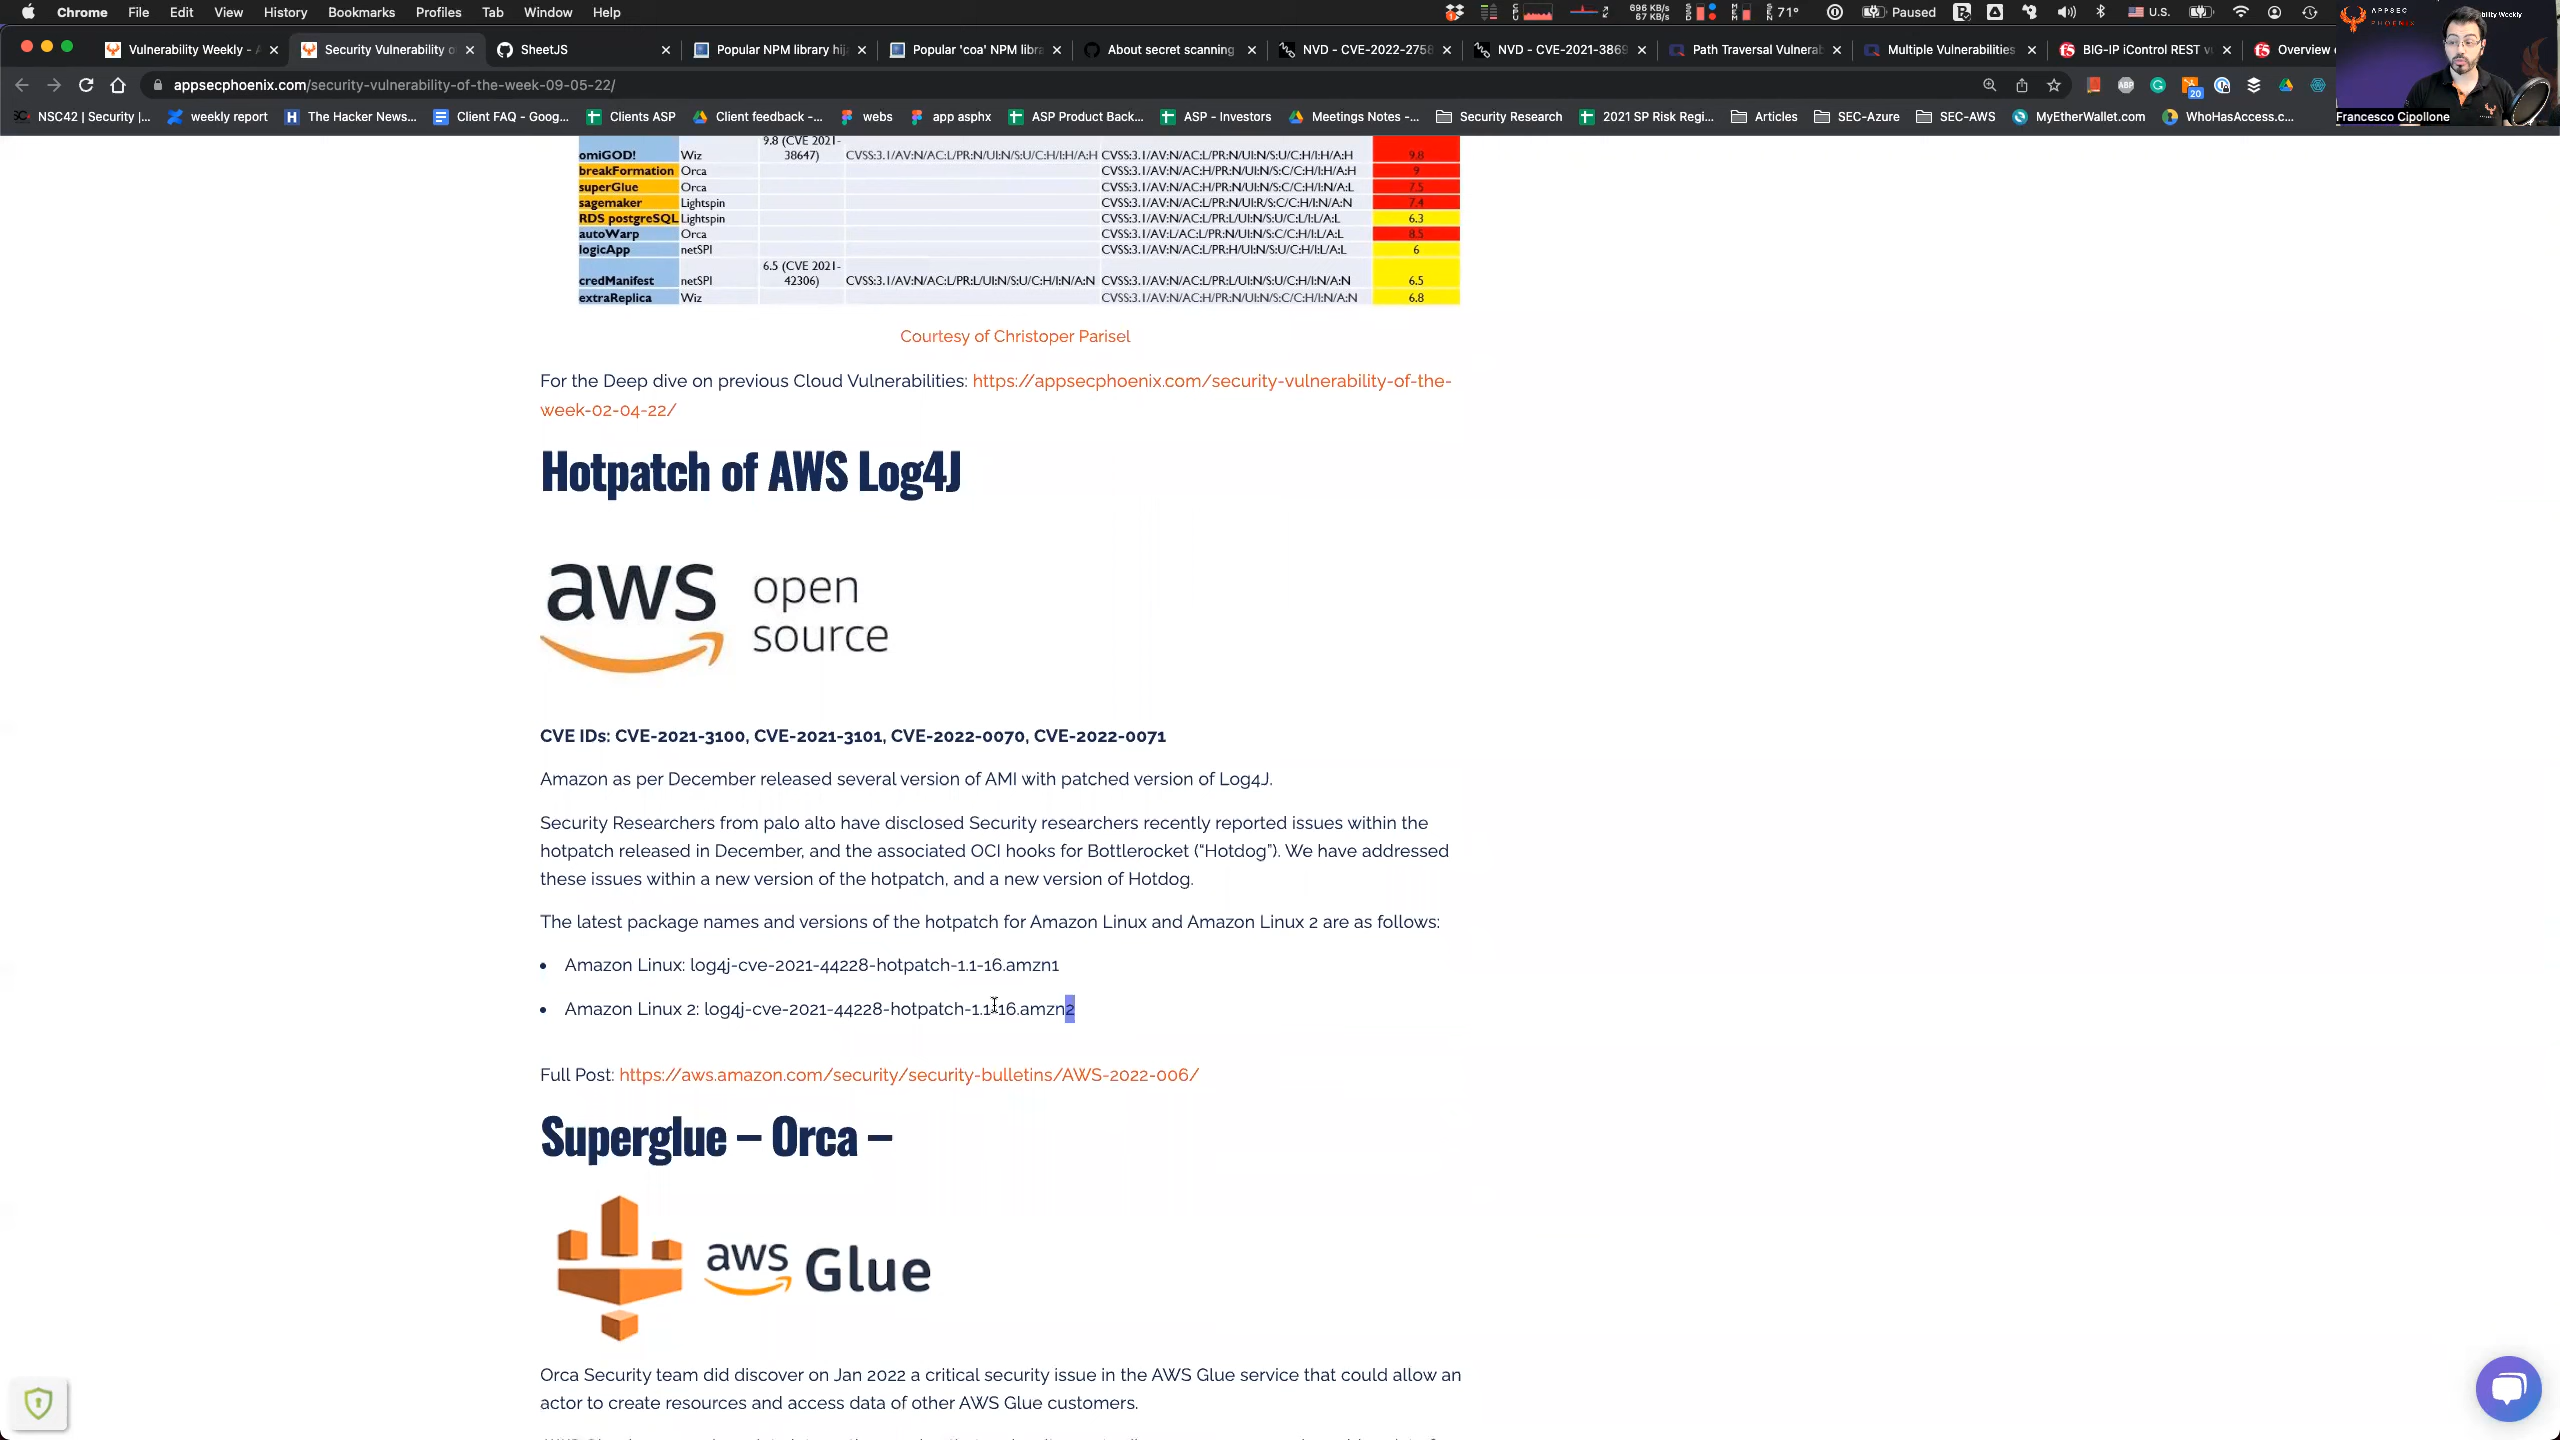 Chrome File Edit View History Bookmarks Profiles Tab Window Help
696 KB/s
67 KB/s
71°
Paused
U.S.
APPSEC
PHOENIX
Vulnerability Weekly - A
Security Vulnerability o
SheetJS
Popular NPM library hij
Popular 'coa' NPM libra
About secret scanning
NVD - CVE-2022-2758
NVD - CVE-2021-3869
Path Traversal Vulnerab
Multiple Vulnerabilities
BIG-IP iControl REST v
Overview
appsecphoenix.com/security-vulnerability-of-the-week-09-05-22/
20
NSC42 | Security |...
weekly report
The Hacker News...
Client FAQ - Goog...
Clients ASP
Client feedback -...
webs
app asphx
ASP Product Back...
ASP - Investors
Meetings Notes -...
Security Research
2021 SP Risk Regi...
Articles
SEC-Azure
SEC-AWS
MyEtherWallet.com
WhoHasAccess.c...
Francesco Cipollone
omiGOD! Wiz 9.8 (CVE 2021-38647) CVSS:3.1/AV:N/AC:L/PR:N/UI:N/S:U/C:H/I:H/A:H CVSS:3.1/AV:N/AC:L/PR:N/UI:N/S:U/C:H/I:H/A:H 9.8
breakFormation Orca CVSS:3.1/AV:N/AC:H/PR:N/UI:N/S:C/C:H/I:H/A:H 9
superGlue Orca CVSS:3.1/AV:N/AC:H/PR:N/UI:N/S:C/C:H/I:N/A:L 7.5
sagemaker Lightspin CVSS:3.1/AV:N/AC:L/PR:N/UI:R/S:C/C:H/I:N/A:N 7.4
RDS postgreSQL Lightspin CVSS:3.1/AV:N/AC:L/PR:L/UI:N/S:U/C:L/I:L/A:L 6.3
autoWarp Orca CVSS:3.1/AV:L/AC:L/PR:N/UI:N/S:C/C:H/I:L/A:L 8.5
logicApp netSPI CVSS:3.1/AV:N/AC:L/PR:H/UI:N/S:U/C:H/I:L/A:L 6
credManifest netSPI 6.5 (CVE 2021-42306) CVSS:3.1/AV:N/AC:L/PR:L/UI:N/S:U/C:H/I:N/A:N CVSS:3.1/AV:N/AC:L/PR:L/UI:N/S:U/C:H/I:N/A:N 6.5
extraReplica Wiz CVSS:3.1/AV:N/AC:H/PR:N/UI:N/S:C/C:H/I:N/A:N 6.8
Courtesy of Christoper Parisel
For the Deep dive on previous Cloud Vulnerabilities: https://appsecphoenix.com/security-vulnerability-of-the-
week-02-04-22/
Hotpatch of AWS Log4J
aws open
source
CVE IDs: CVE-2021-3100, CVE-2021-3101, CVE-2022-0070, CVE-2022-0071
Amazon as per December released several version of AMI with patched version of Log4J.
Security Researchers from palo alto have disclosed Security researchers recently reported issues within the
hotpatch released in December, and the associated OCI hooks for Bottlerocket (“Hotdog”). We have addressed
these issues within a new version of the hotpatch, and a new version of Hotdog.
The latest package names and versions of the hotpatch for Amazon Linux and Amazon Linux 2 are as follows:
• Amazon Linux: log4j-cve-2021-44228-hotpatch-1.1-16.amzn1
• Amazon Linux 2: log4j-cve-2021-44228-hotpatch-1.1-16.amzn2
Full Post: https://aws.amazon.com/security/security-bulletins/AWS-2022-006/
Superglue – Orca –
aws Glue
Orca Security team did discover on Jan 2022 a critical security issue in the AWS Glue service that could allow an
actor to create resources and access data of other AWS Glue customers.